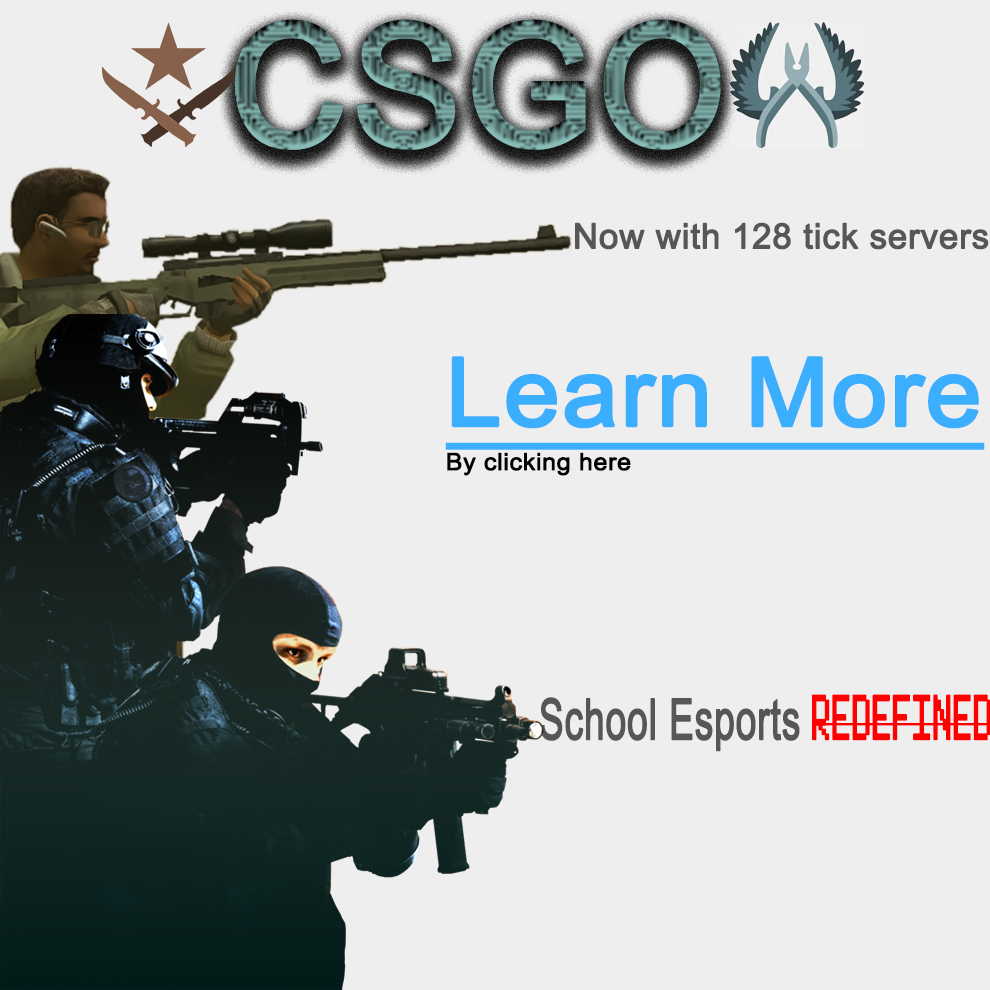 CSGO
Now with 128 tick servers
Learn More
By clicking here
School Esports REDEFINED